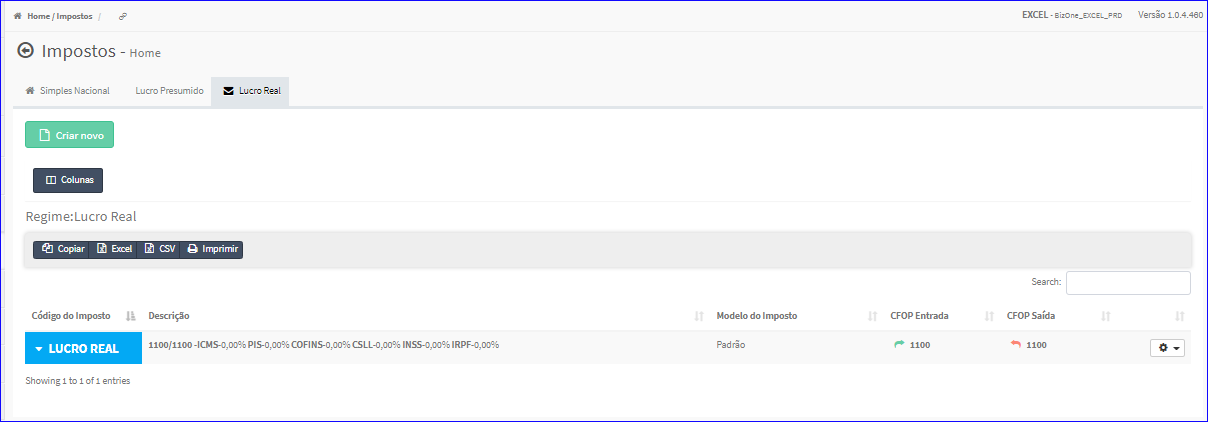 Home / Impostos /
EXCEL - BizOne_EXCEL_PRD Versão 1.0.4.460
Impostos - Home
Simples Nacional Lucro Presumido Lucro Real
Criar novo
Colunas
Regime:Lucro Real
Copiar Excel CSV Imprimir
Search:
Código do Imposto Descrição Modelo do Imposto CFOP Entrada CFOP Saída
LUCRO REAL 1100/1100 -ICMS-0,00% PIS-0,00% COFINS-0,00% CSLL-0,00% INSS-0,00% IRPF-0,00% Padrão 1100 1100
Showing 1 to 1 of 1 entries